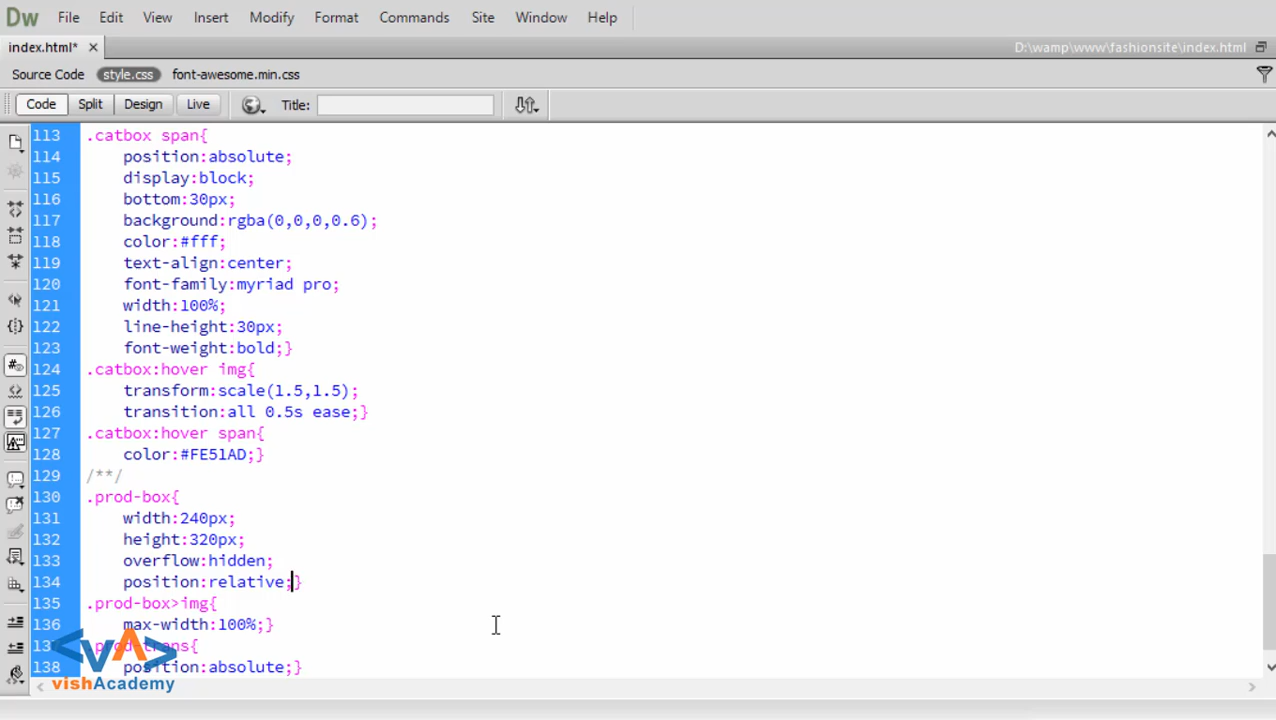 Dw File Edit View Insert Modify Format Commands Site Window Help
index.html* D:\wamp\www\fashionsite\index.html
Source Code style.css font-awesome.min.css
Code Split Design Live Title:
113 .catbox span{
114 position:absolute;
115 display:block;
116 bottom:30px;
117 background:rgba(0,0,0,0.6);
118 color:#fff;
119 text-align:center;
120 font-family:myriad pro;
121 width:100%;
122 line-height:30px;
123 font-weight:bold;}
124 .catbox:hover img{
125 transform:scale(1.5,1.5);
126 transition:all 0.5s ease;}
127 .catbox:hover span{
128 color:#FE51AD;}
129 /**/
130 .prod-box{
131 width:240px;
132 height:320px;
133 overflow:hidden;
134 position:relative;}
135 .prod-box>img{
136 max-width:100%;}
137 .prod-trans{
138 position:absolute;}
<VA>
vishAcademy